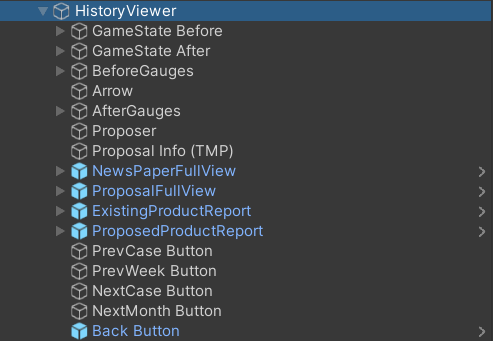 HistoryViewer
GameState Before
GameState After
BeforeGauges
Arrow
AfterGauges
Proposer
Proposal Info (TMP)
NewsPaperFullView
ProposalFullView
ExistingProductReport
ProposedProductReport
PrevCase Button
PrevWeek Button
NextCase Button
NextMonth Button
Back Button